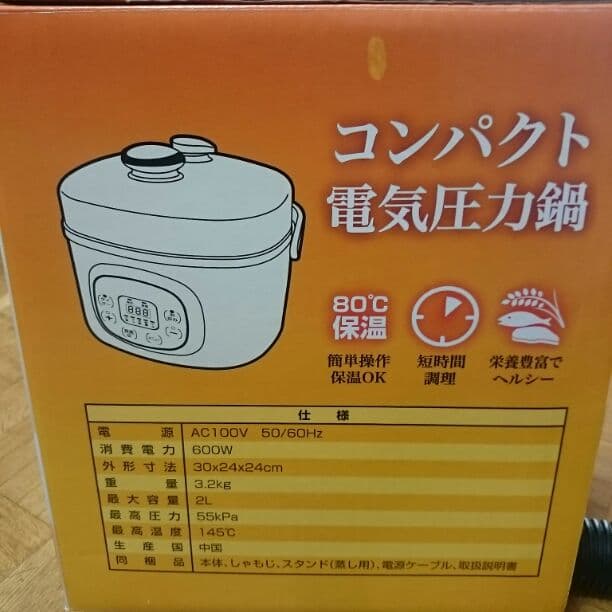 コンパクト
電気圧力鍋
80℃
保温
簡単操作
保温OK
短時間
調理
栄養豊富で
ヘルシー
仕様
電源 AC100V 50/60Hz
消費電力 600W
外形寸法 30x24x24cm
重量 3.2kg
最大容量 2L
最高圧力 55kPa
最高温度 145℃
生産国 中国
同梱品 本体、しゃもじ、スタンド(蒸し用)、電源ケーブル、取扱説明書